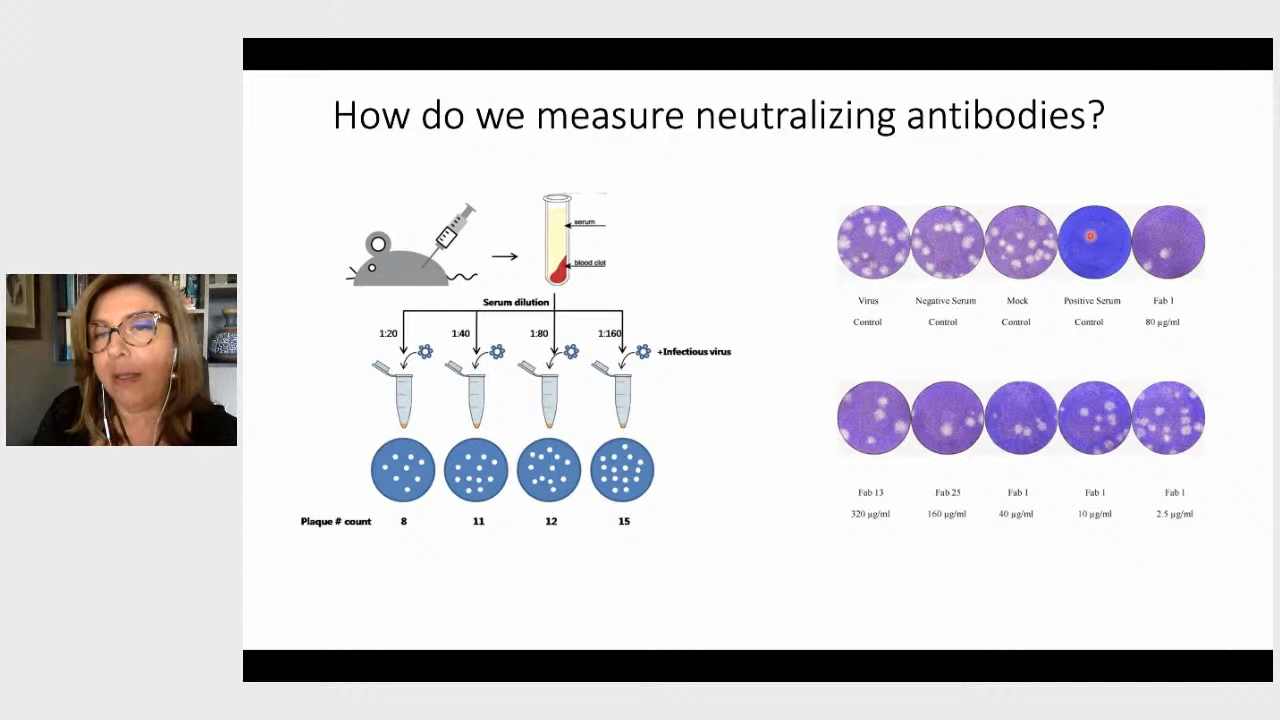 How do we measure neutralizing antibodies?
serum
blood clot
Serum dilution
1:20 1:40 1:80 1:160
+Infectious virus
Plaque # count 8 11 12 15
Virus Negative Serum Mock Positive Serum Fab 1
Control Control Control Control 80 µg/ml
Fab 13 Fab 25 Fab 1 Fab 1 Fab 1
320 µg/ml 160 µg/ml 40 µg/ml 10 µg/ml 2.5 µg/ml